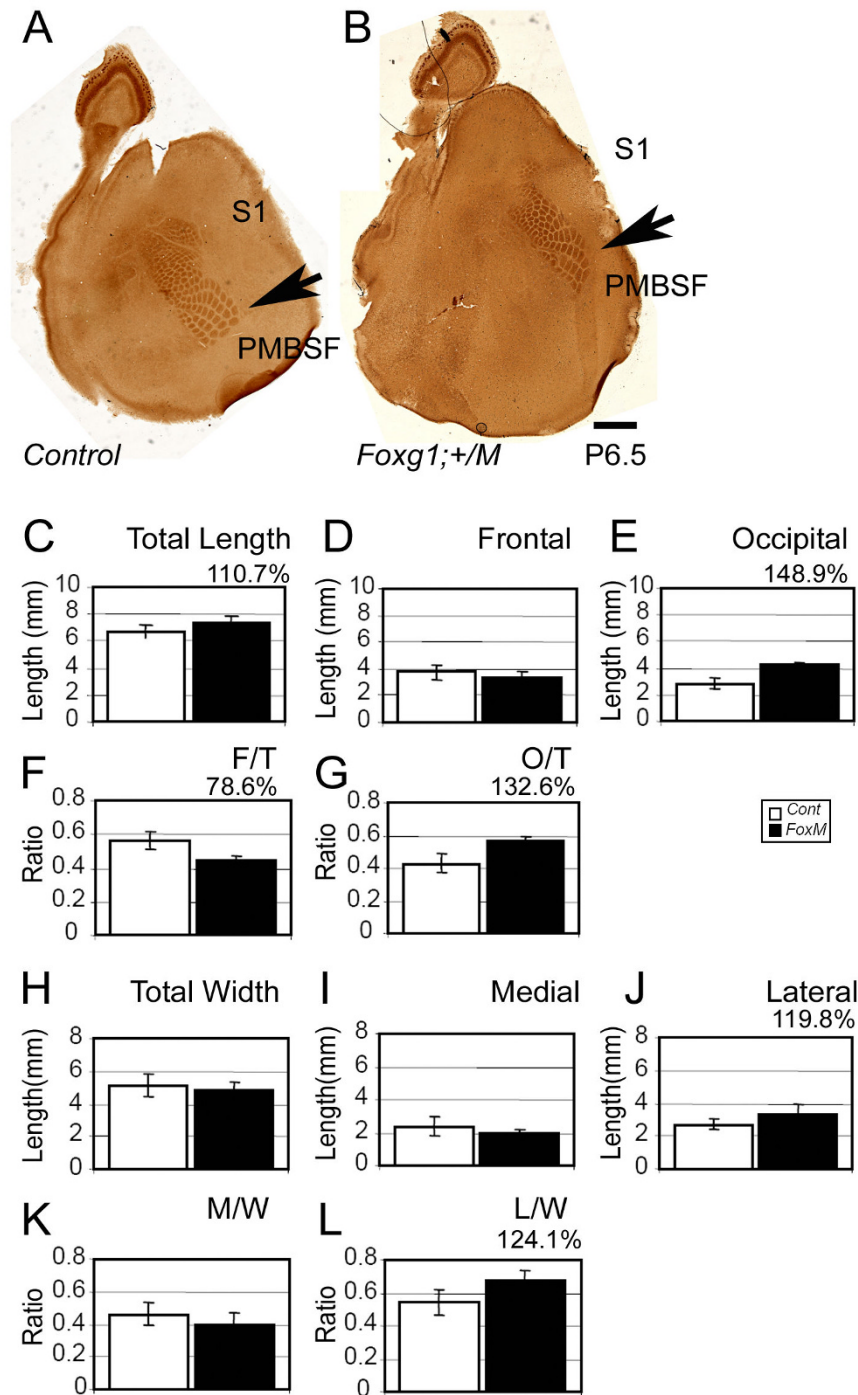 A
B
S1
S1
PMBSF
PMBSF
Control
Foxg1;+/M
P6.5
C
Total Length
110.7%
Length (mm)
10
8
6
4
2
0
D
Frontal
Length (mm)
10
8
6
4
2
0
E
Occipital
148.9%
Length (mm)
10
8
6
4
2
0
F
F/T
78.6%
Ratio
0.8
0.6
0.4
0.2
0
G
O/T
132.6%
Ratio
0.8
0.6
0.4
0.2
0
Cont
FoxM
H
Total Width
Length(mm)
8
6
4
2
0
I
Medial
Length(mm)
8
6
4
2
0
J
Lateral
119.8%
Length(mm)
8
6
4
2
0
K
M/W
Ratio
0.8
0.6
0.4
0.2
0
L
L/W
124.1%
Ratio
0.8
0.6
0.4
0.2
0